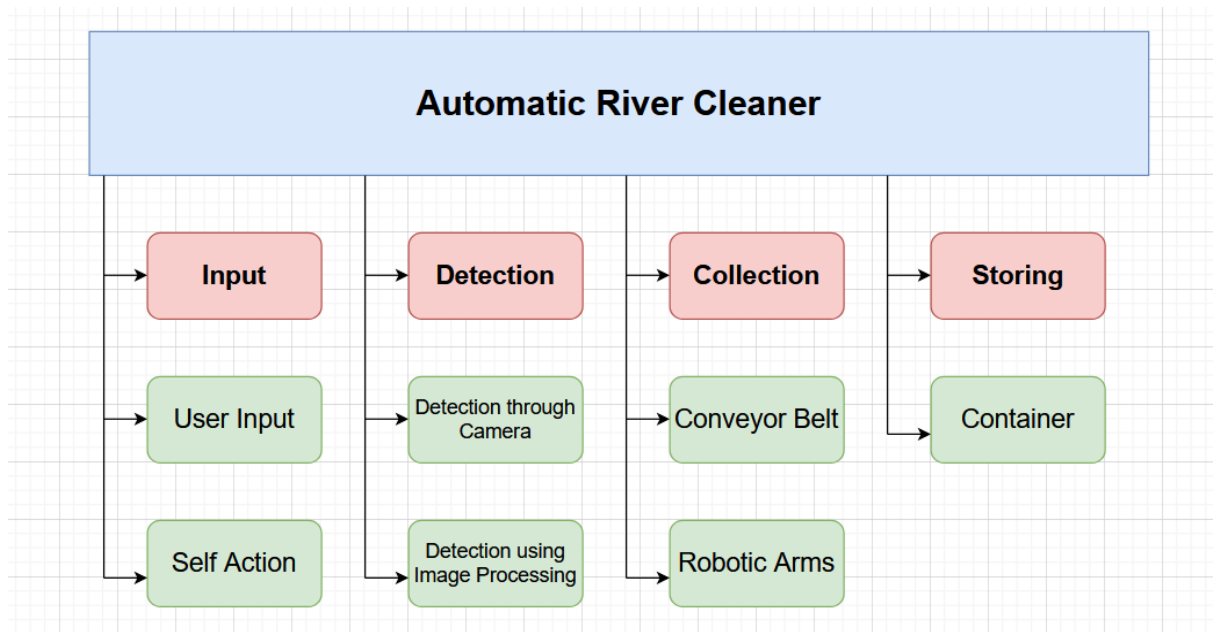 Automatic River Cleaner
Input
Detection
Collection
Storing
User Input
Detection through
Camera
Conveyor Belt
Container
Self Action
Detection using
Image Processing
Robotic Arms